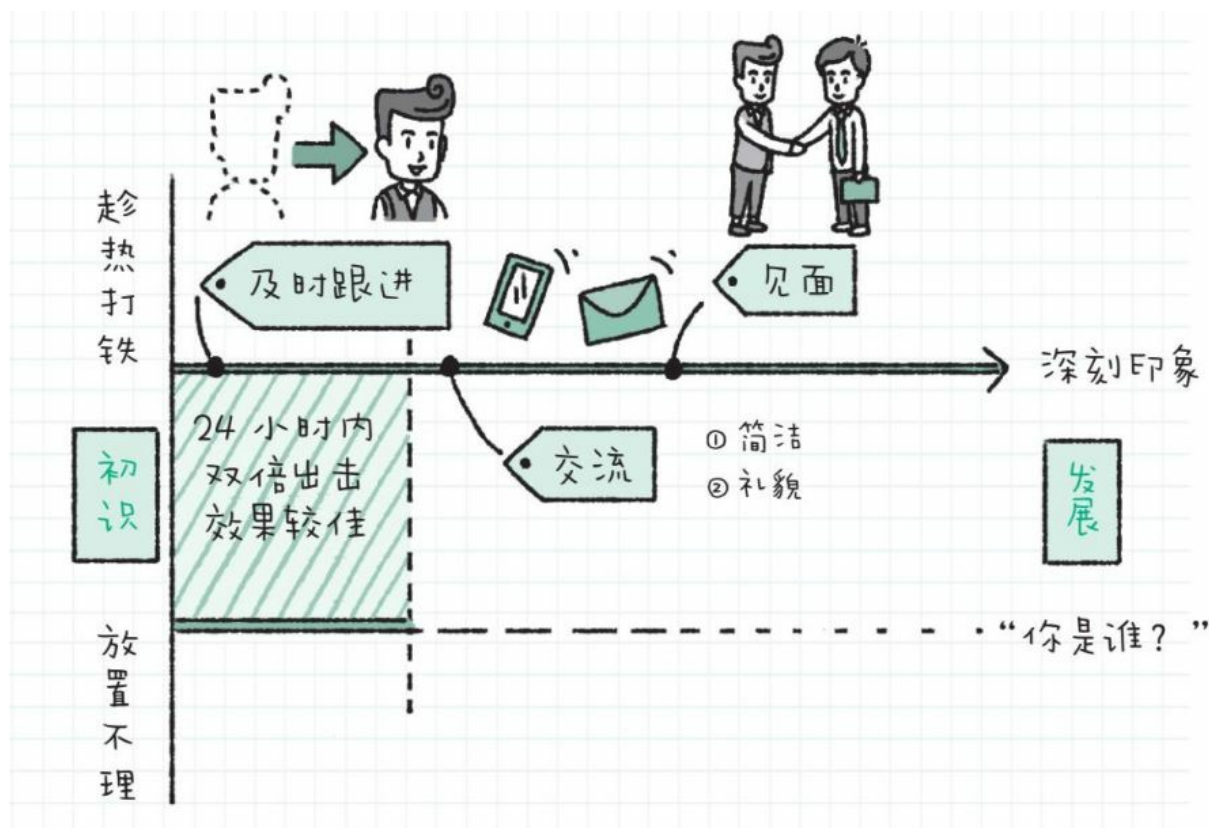 趁热打铁
及时跟进
见面
深刻印象
24 小时内
双倍出击
效果较佳
初识
交流
① 简洁
② 礼貌
发展
放置不理
“你是谁？”